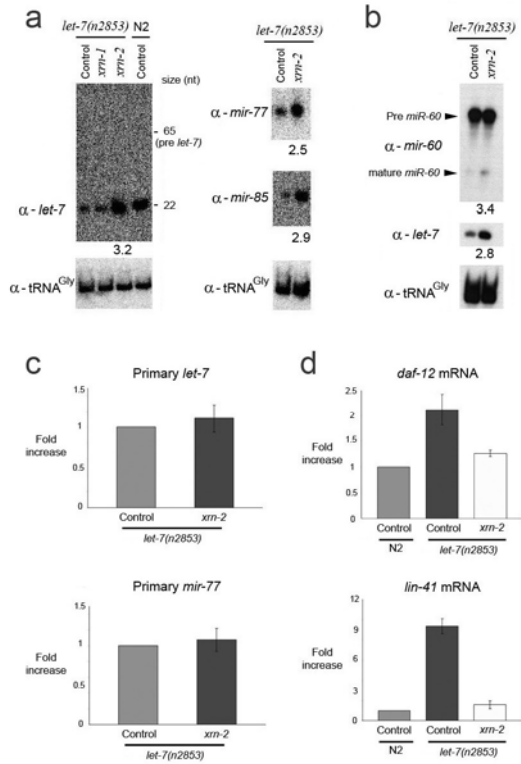 a
let-7(n2853) N2
Control
xrn-1
xrn-2
Control
size (nt)
65
(pre let-7)
22
α - let-7
3.2
α - tRNAGly
let-7(n2853)
Control
xrn-2
α - mir-77
2.5
α - mir-85
2.9
α - tRNAGly
b
let-7(n2853)
Control
xrn-2
Pre miR-60
α - mir-60
mature miR-60
3.4
α - let-7
2.8
α - tRNAGly
c
Primary let-7
1.5
1
0.5
0
Fold
increase
Control xrn-2
let-7(n2853)
Primary mir-77
1.5
1
0.5
0
Fold
increase
Control xrn-2
let-7(n2853)
d
daf-12 mRNA
2.5
2
1.5
1
0.5
0
Fold
increase
Control Control xrn-2
N2 let-7(n2853)
lin-41 mRNA
12
9
6
3
0
Fold
increase
Control Control xrn-2
N2 let-7(n2853)